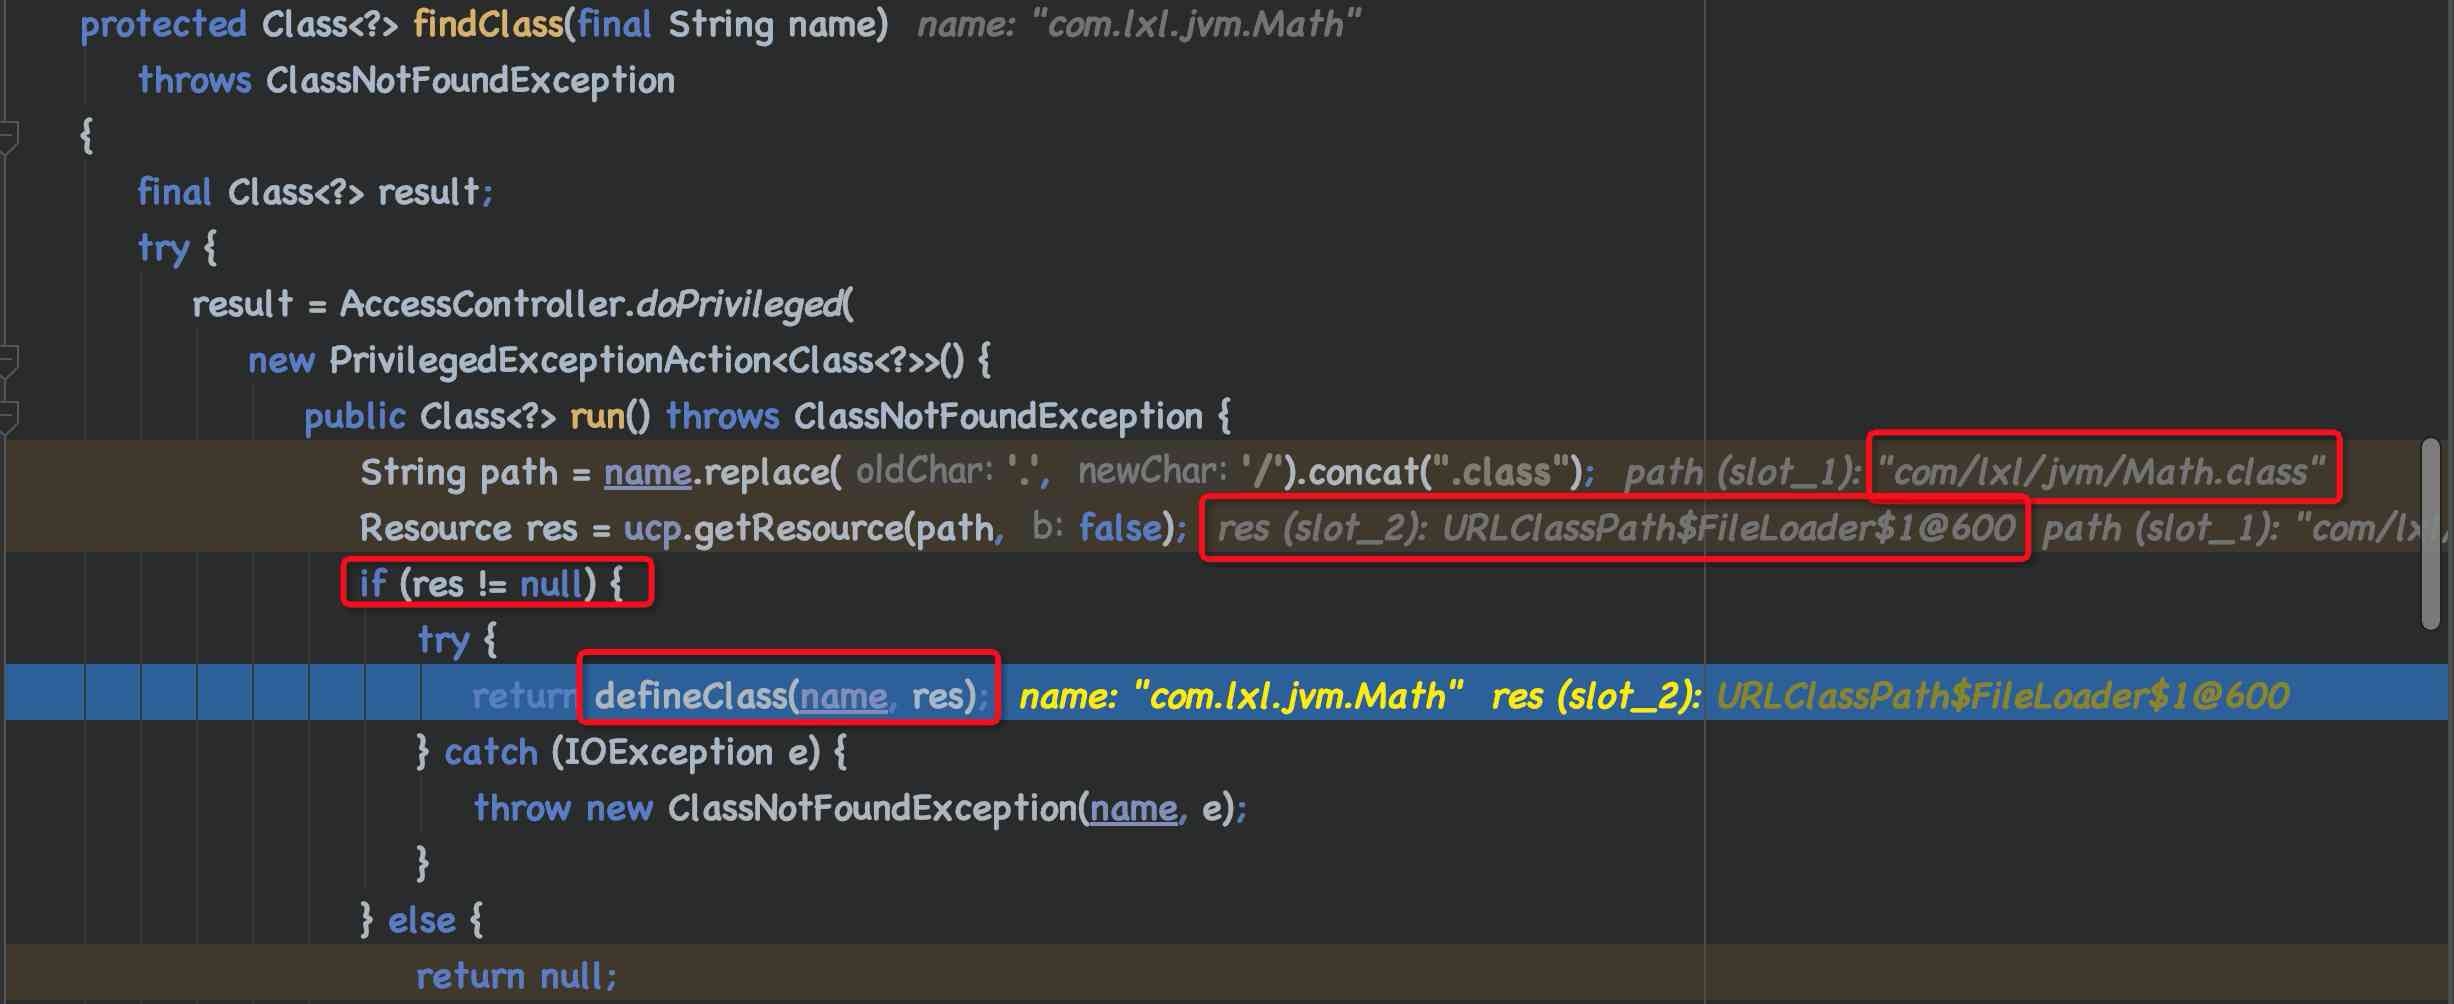 protected Class<?> findClass(final String name)  name: "com.lxl.jvm.Math"
throws ClassNotFoundException
{
final Class<?> result;
try {
result = AccessController.doPrivileged(
new PrivilegedExceptionAction<Class<?>>() {
public Class<?> run() throws ClassNotFoundException {
String path = name.replace( oldChar: '.', newChar: '/').concat(".class");  path (slot_1): "com/lxl/jvm/Math.class"
Resource res = ucp.getResource(path, b: false);  res (slot_2): URLClassPath$FileLoader$1@600  path (slot_1): "com/lxl/
if (res != null) {
try {
return defineClass(name, res);  name: "com.lxl.jvm.Math"  res (slot_2): URLClassPath$FileLoader$1@600
} catch (IOException e) {
throw new ClassNotFoundException(name, e);
}
} else {
return null;